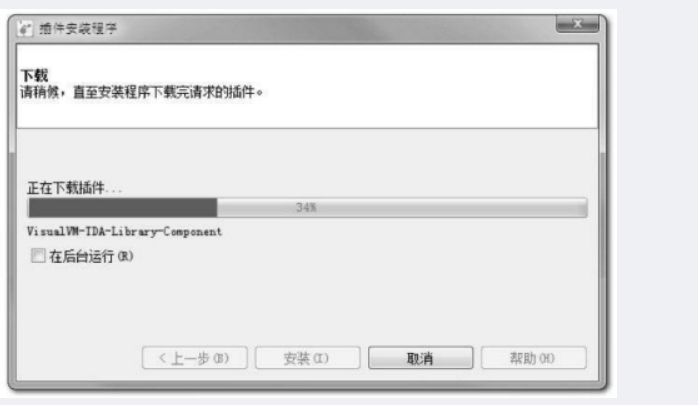 插件安装程序
下载
请稍候，直至安装程序下载完请求的插件。
正在下载插件...
34%
VisualVM-TDA-Library-Component
在后台运行(R)
<上一步(B)
安装(I)
取消
帮助(H)